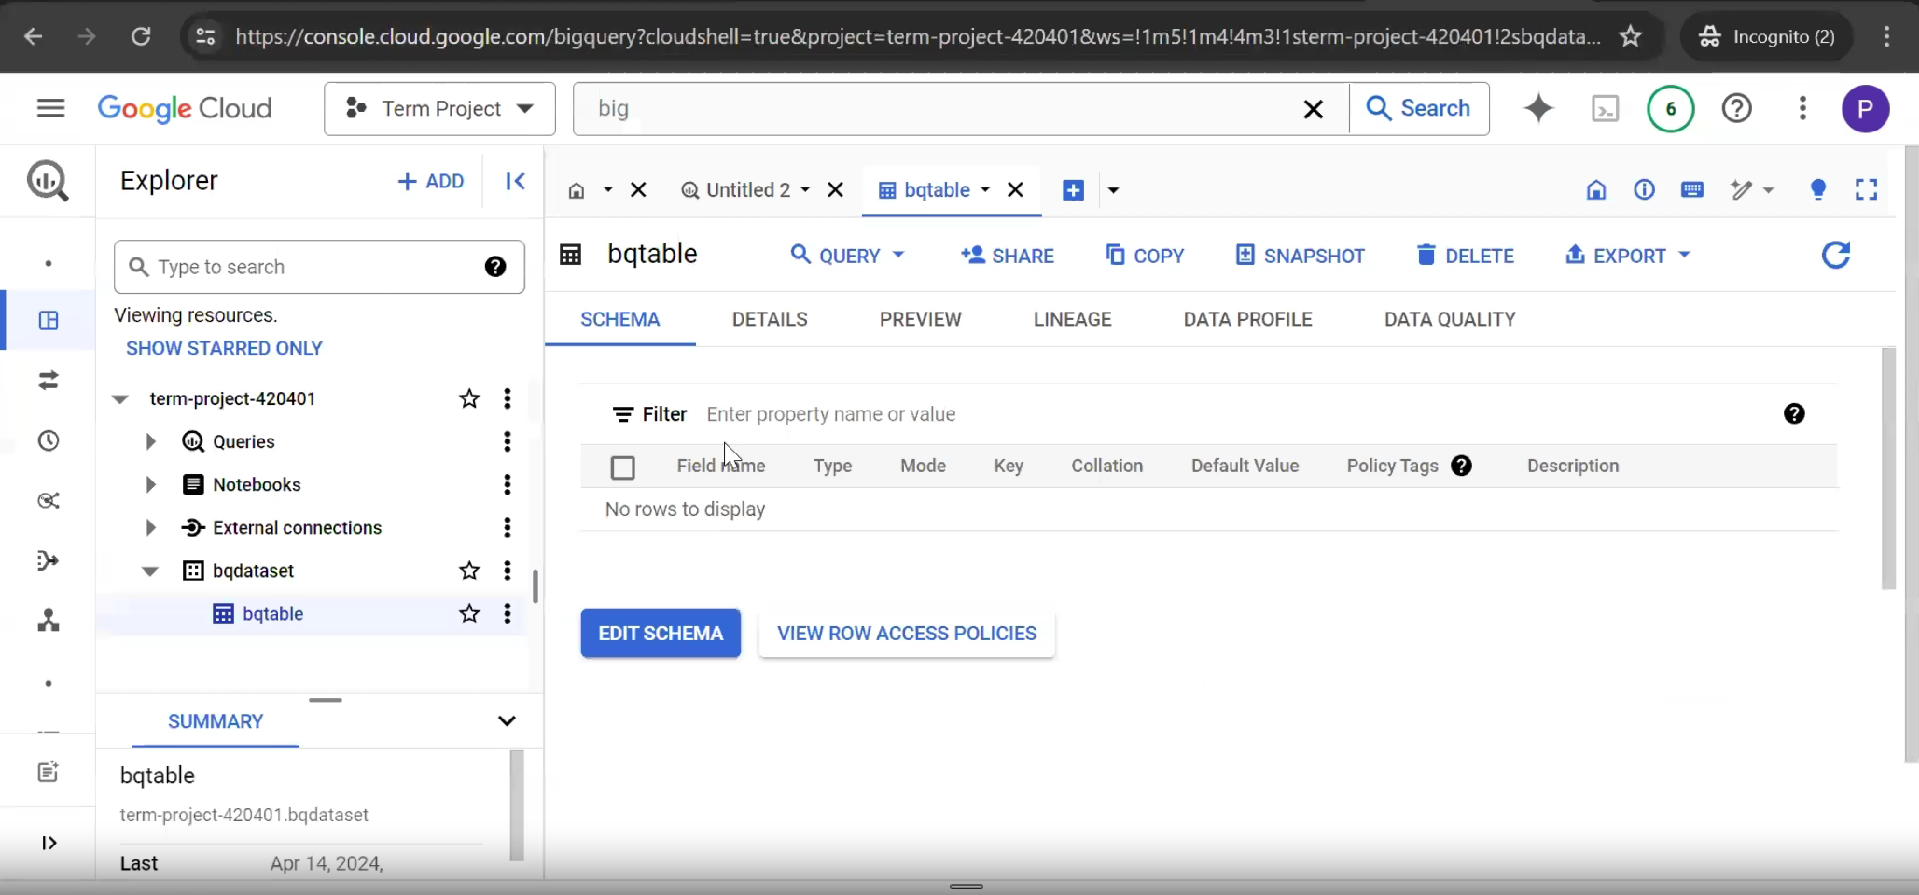 https://console.cloud.google.com/bigquery?cloudshell=true&project=term-project-420401&ws=!1m5!1m4!4m3!1sterm-project-420401!2sbqdata...
Incognito (2)
Google Cloud
Term Project
big
Search
6
P
Explorer
+ ADD
Untitled 2
bqtable
Type to search
bqtable
QUERY
SHARE
COPY
SNAPSHOT
DELETE
EXPORT
Viewing resources.
SHOW STARRED ONLY
SCHEMA
DETAILS
PREVIEW
LINEAGE
DATA PROFILE
DATA QUALITY
term-project-420401
Queries
Notebooks
External connections
bqdataset
bqtable
Filter Enter property name or value
Field name Type Mode Key Collation Default Value Policy Tags Description
No rows to display
EDIT SCHEMA
VIEW ROW ACCESS POLICIES
SUMMARY
bqtable
term-project-420401.bqdataset
Last Apr 14, 2024,